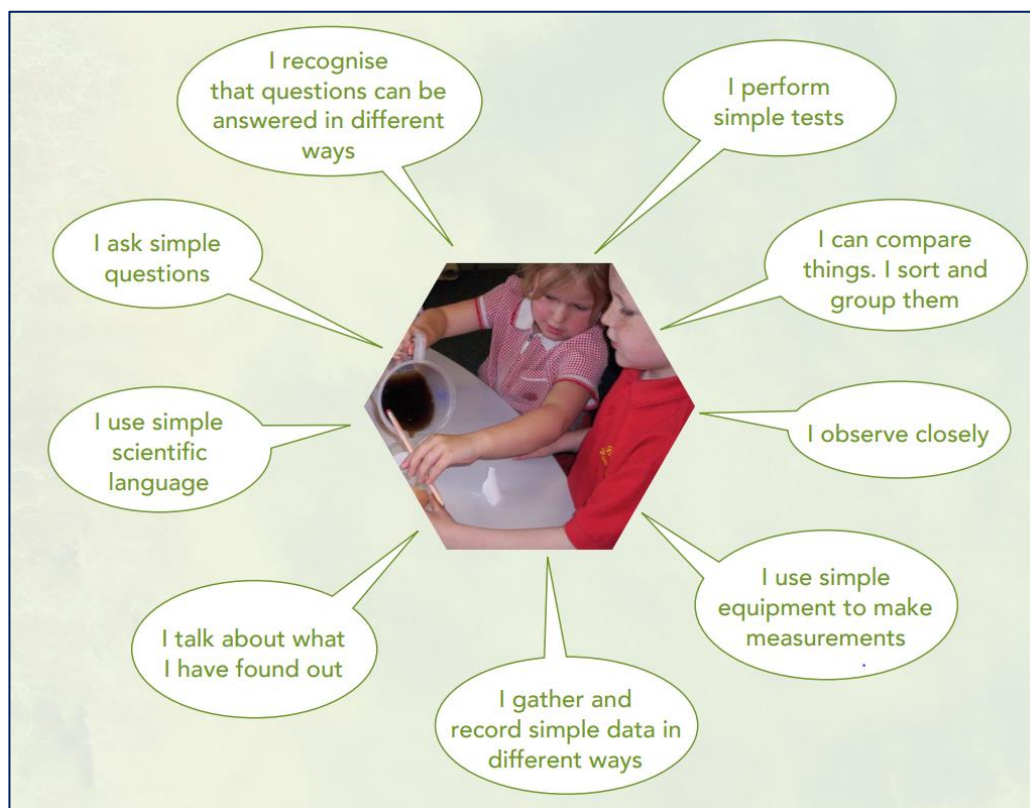 I recognise
that questions can be
answered in different
ways
I perform
simple tests
I ask simple
questions
I can compare
things. I sort and
group them
I use simple
scientific
language
I observe closely
I use simple
equipment to make
measurements
.
I talk about what
I have found out
I gather and
record simple data in
different ways